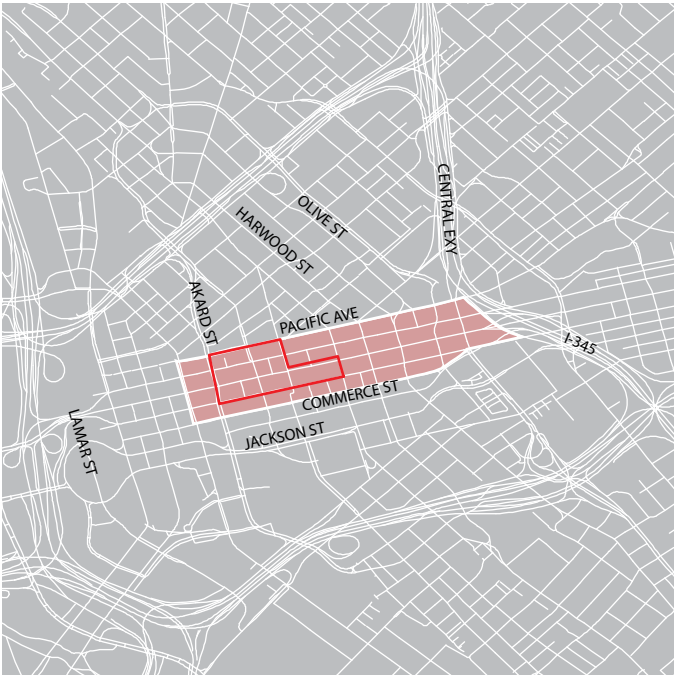 CENTRAL EXY
OLIVE ST
HARWOOD ST
AKARD ST
PACIFIC AVE
I-345
COMMERCE ST
LAMAR ST
JACKSON ST